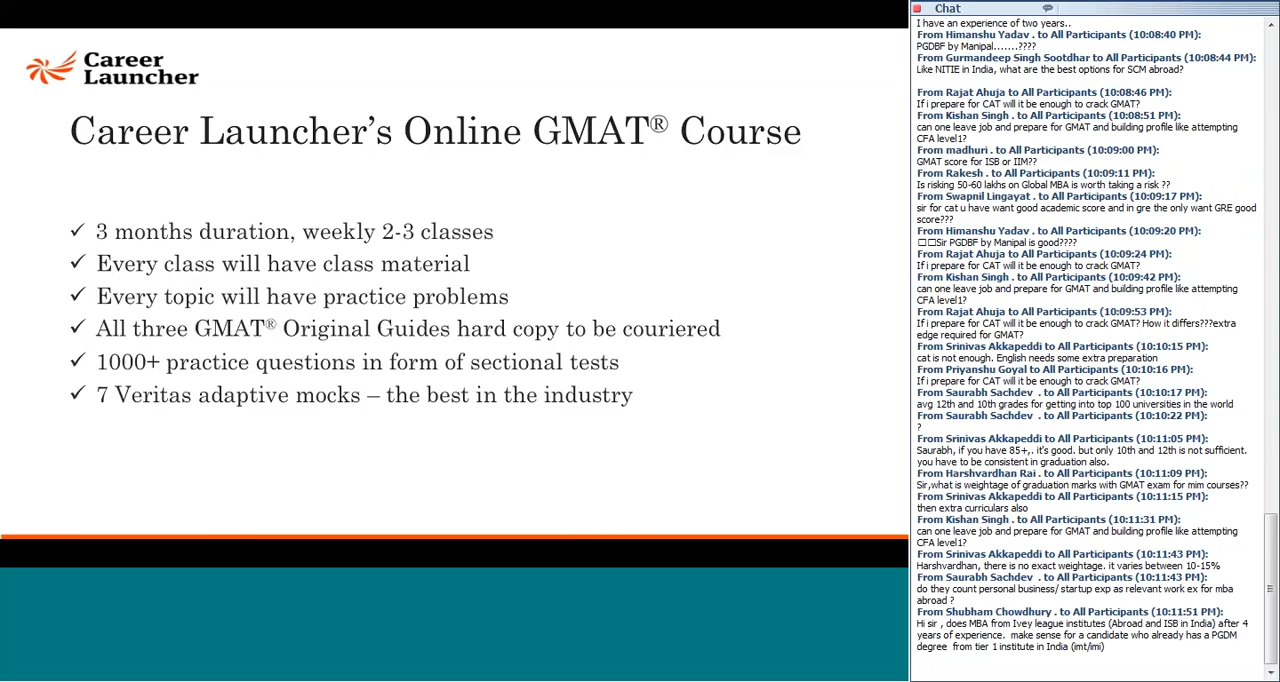 Career
Launcher
Career Launcher's Online GMAT® Course
✓ 3 months duration, weekly 2-3 classes
✓ Every class will have class material
✓ Every topic will have practice problems
✓ All three GMAT® Original Guides hard copy to be couriered
✓ 1000+ practice questions in form of sectional tests
✓ 7 Veritas adaptive mocks – the best in the industry
Chat
I have an experience of two years..
From Himanshu Yadav . to All Participants (10:08:40 PM):
PGDBF by Manipal.......????
From Gurmandeep Singh Sootdhar to All Participants (10:08:44 PM):
Like NITIE in India, what are the best options for SCM abroad?
From Rajat Ahuja to All Participants (10:08:46 PM):
If i prepare for CAT will it be enough to crack GMAT?
From Kishan Singh . to All Participants (10:08:51 PM):
can one leave job and prepare for GMAT and building profile like attempting
CFA level1?
From madhuri . to All Participants (10:09:00 PM):
GMAT score for ISB or IIM??
From Rakesh . to All Participants (10:09:11 PM):
Is risking 50-60 lakhs on Global MBA is worth taking a risk ??
From Swapnil Lingayat . to All Participants (10:09:17 PM):
sir for cat u have want good academic score and in gre the only want GRE good
score???
From Himanshu Yadav . to All Participants (10:09:20 PM):
□□Sir PGDBF by Manipal is good????
From Rajat Ahuja to All Participants (10:09:24 PM):
If i prepare for CAT will it be enough to crack GMAT?
From Kishan Singh . to All Participants (10:09:42 PM):
can one leave job and prepare for GMAT and building profile like attempting
CFA level1?
From Rajat Ahuja to All Participants (10:09:53 PM):
If i prepare for CAT will it be enough to crack GMAT? How it differs???extra
edge required for GMAT?
From Srinivas Akkapeddi to All Participants (10:10:15 PM):
cat is not enough. English needs some extra preparation
From Priyanshu Goyal to All Participants (10:10:16 PM):
If i prepare for CAT will it be enough to crack GMAT?
From Saurabh Sachdev . to All Participants (10:10:17 PM):
avg 12th and 10th grades for getting into top 100 universities in the world
From Saurabh Sachdev . to All Participants (10:10:22 PM):
?
From Srinivas Akkapeddi to All Participants (10:11:05 PM):
Saurabh, if you have 85+,. it's good. but only 10th and 12th is not sufficient.
you have to be consistent in graduation also.
From Harshvardhan Rai . to All Participants (10:11:09 PM):
Sir,what is weightage of graduation marks with GMAT exam for mim courses??
From Srinivas Akkapeddi to All Participants (10:11:15 PM):
then extra curriculars also
From Kishan Singh . to All Participants (10:11:31 PM):
can one leave job and prepare for GMAT and building profile like attempting
CFA level1?
From Srinivas Akkapeddi to All Participants (10:11:43 PM):
Harshvardhan, there is no exact weightage. it varies between 10-15%
From Saurabh Sachdev . to All Participants (10:11:43 PM):
do they count personal business/ startup exp as relevant work ex for mba
abroad ?
From Shubham Chowdhury . to All Participants (10:11:51 PM):
Hi sir , does MBA from Ivey league institutes (Abroad and ISB in India) after 4
years of experience. make sense for a candidate who already has a PGDM
degree from tier 1 institute in India (imt/imi)